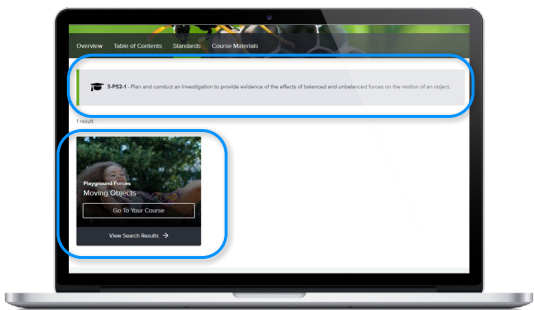 Overview Table of Contents Standards Course Materials
3-PS2-1 - Plan and conduct an Investigation to provide evidence of the effects of balanced and unbalanced forces on the motion of an object.
1 result
Playground Forces
Moving Objects
Go To Your Course
View Search Results →